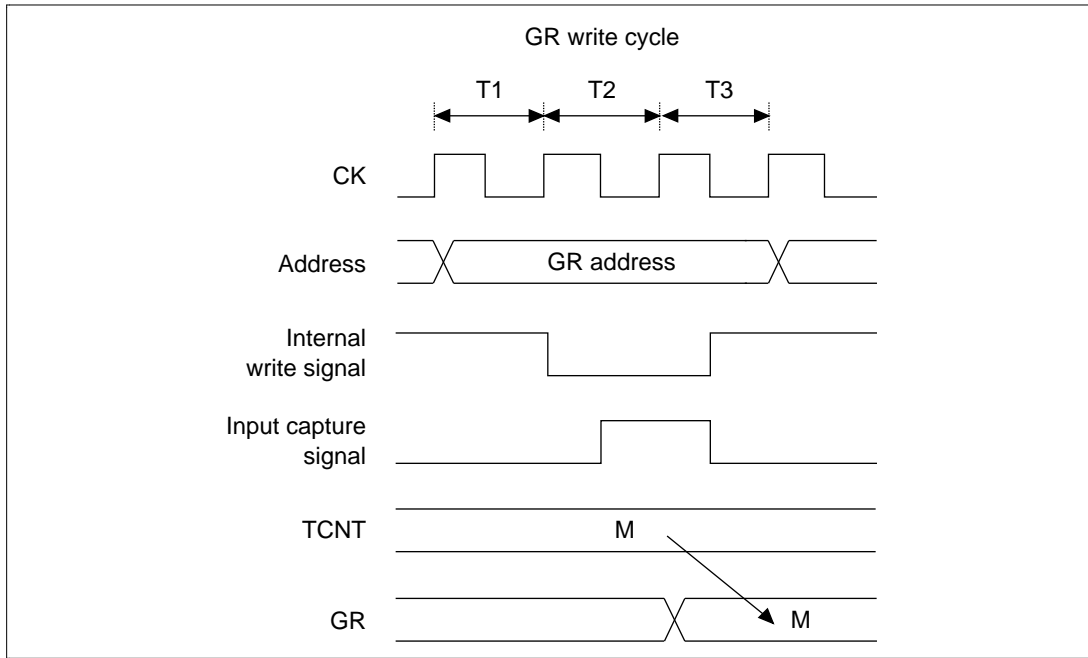 GR write cycle
T1 T2 T3
CK
Address
GR address
Internal
write signal
Input capture
signal
TCNT
M
GR
M